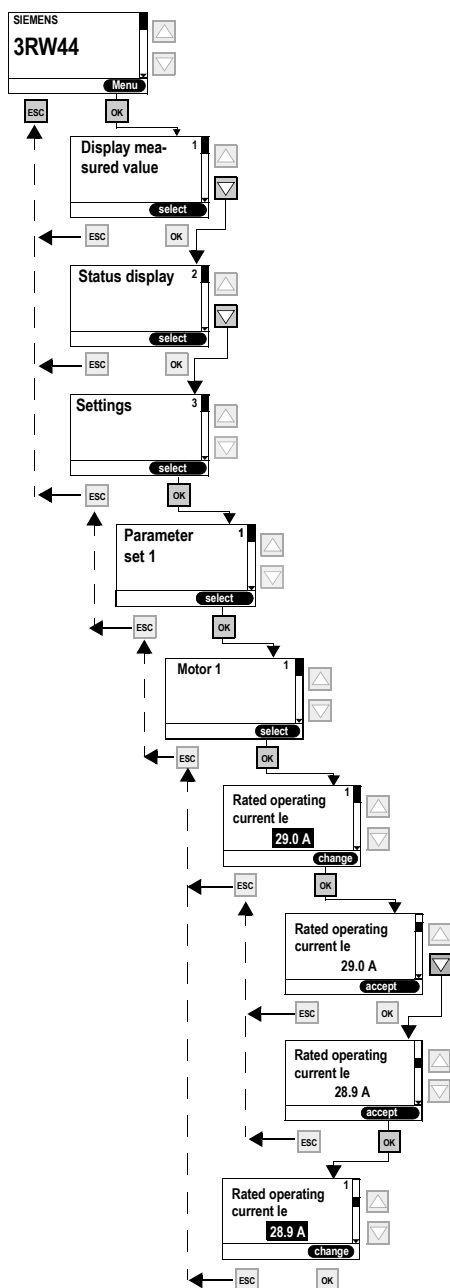 SIEMENS
3RW44
Menu
ESC OK
Display mea-
sured value
1
select
ESC OK
Status display 2
select
ESC OK
Settings 3
select
ESC OK
Parameter
set 1
1
select
ESC OK
Motor 1 1
select
ESC OK
1
Rated operating
current Ie
29.0 A
change
ESC OK
Rated operating
current Ie
29.0 A
accept
ESC OK
Rated operating
current Ie
28.9 A
accept
ESC OK
1
Rated operating
current Ie
28.9 A
change
ESC OK